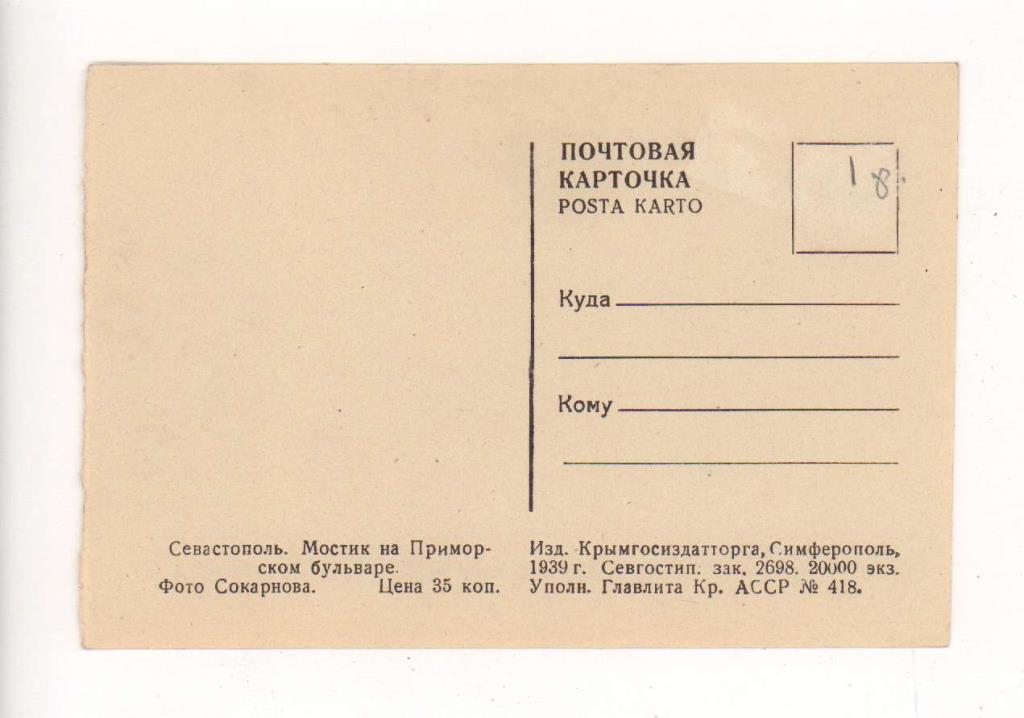 ПОЧТОВАЯ
КАРТОЧКА
POSTA KARTO
18.
Куда
Кому
Севастополь. Мостик на Примор-
ском бульваре.
Фото Сокарнова. Цена 35 коп.
Изд. Крымгосиздатторга, Симферополь,
1939 г. Севгостип. зак. 2698. 20000 экз.
Уполн. Главлита Кр. АССР № 418.